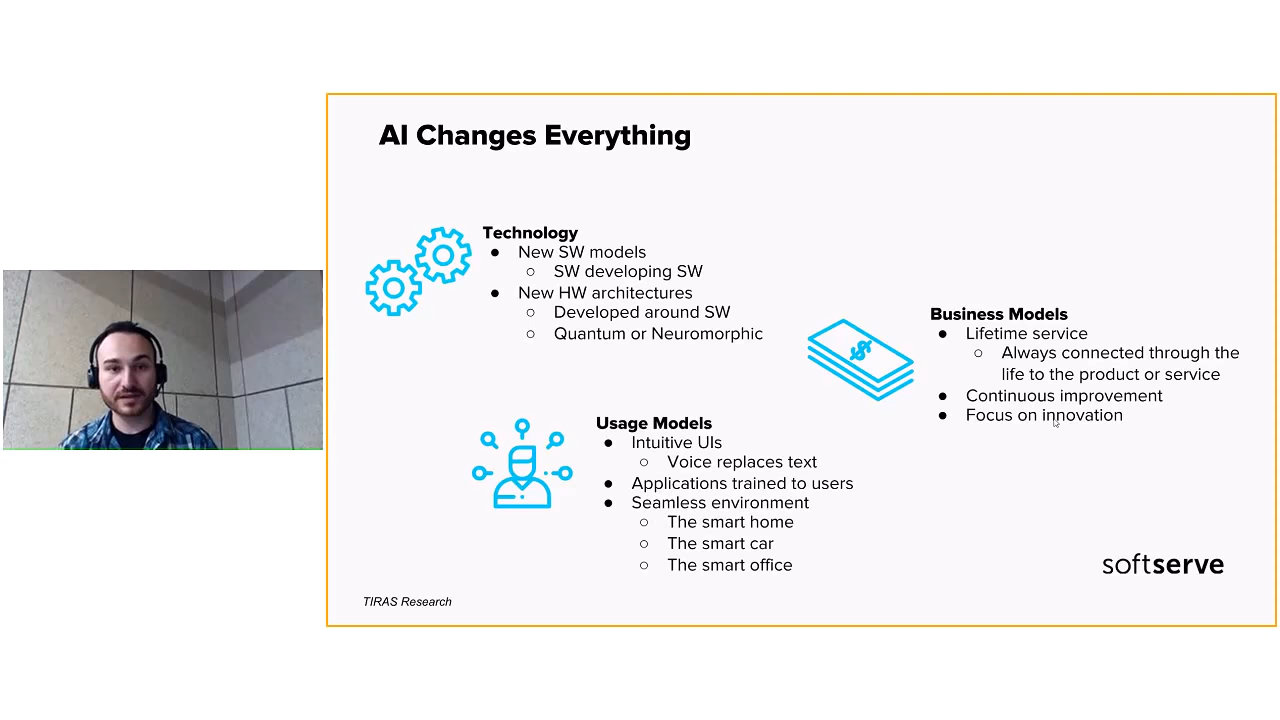 AI Changes Everything
Technology
● New SW models
○ SW developing SW
● New HW architectures
○ Developed around SW
○ Quantum or Neuromorphic
Business Models
● Lifetime service
○ Always connected through the
life to the product or service
● Continuous improvement
● Focus on innovation
Usage Models
● Intuitive UIs
○ Voice replaces text
● Applications trained to users
● Seamless environment
○ The smart home
○ The smart car
○ The smart office
softserve
TIRAS Research